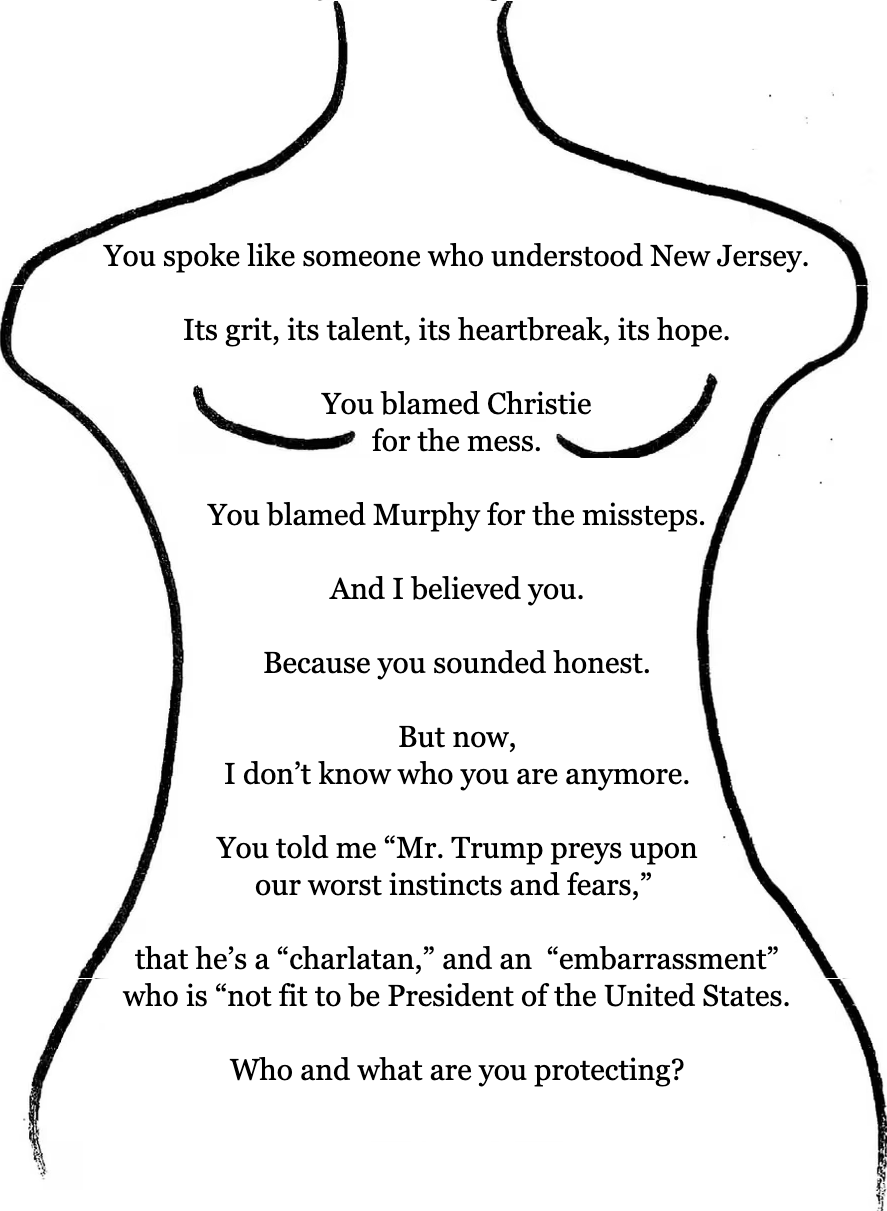 You spoke like someone who understood New Jersey.
Its grit, its talent, its heartbreak, its hope.
You blamed Christie
for the mess.
You blamed Murphy for the missteps.
And I believed you.
Because you sounded honest.
But now,
I don’t know who you are anymore.
You told me “Mr. Trump preys upon
our worst instincts and fears,”
that he’s a “charlatan,” and an “embarrassment”
who is “not fit to be President of the United States.
Who and what are you protecting?